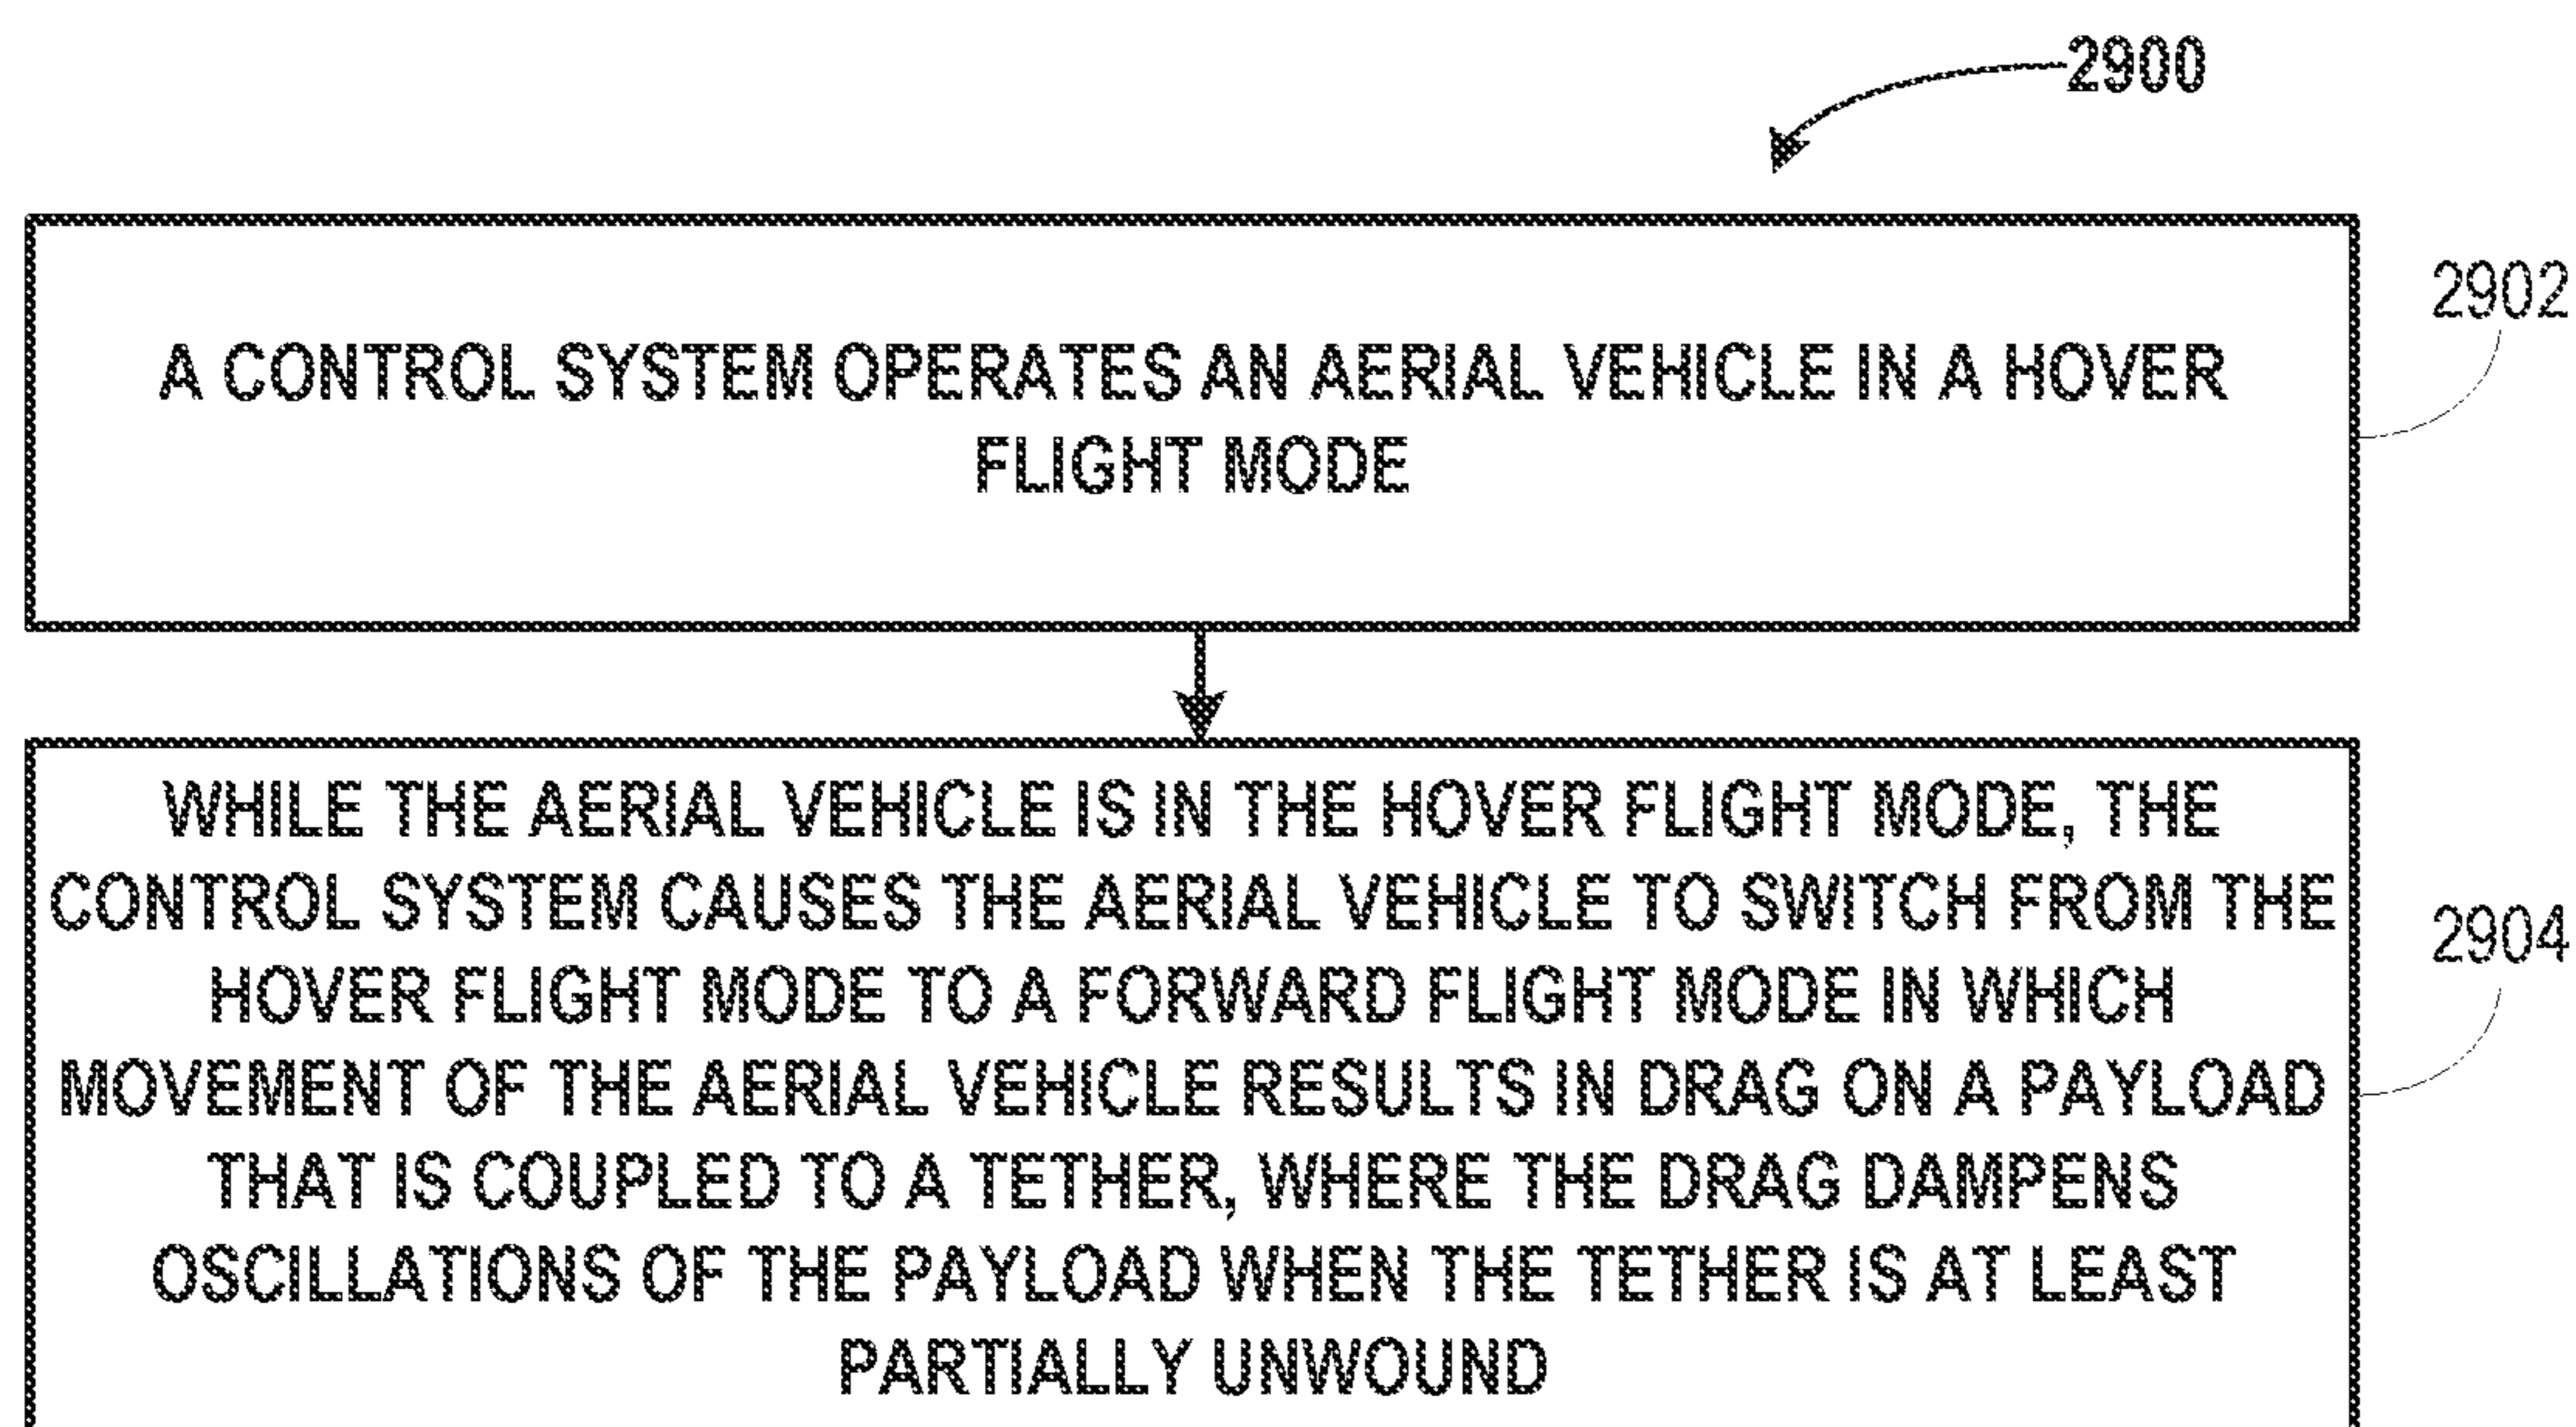 2900
A CONTROL SYSTEM OPERATES AN AERIAL VEHICLE IN A HOVER
FLIGHT MODE
2902
WHILE THE AERIAL VEHICLE IS IN THE HOVER FLIGHT MODE, THE
CONTROL SYSTEM CAUSES THE AERIAL VEHICLE TO SWITCH FROM THE
HOVER FLIGHT MODE TO A FORWARD FLIGHT MODE IN WHICH
MOVEMENT OF THE AERIAL VEHICLE RESULTS IN DRAG ON A PAYLOAD
THAT IS COUPLED TO A TETHER, WHERE THE DRAG DAMPENS
OSCILLATIONS OF THE PAYLOAD WHEN THE TETHER IS AT LEAST
PARTIALLY UNWOUND
2904